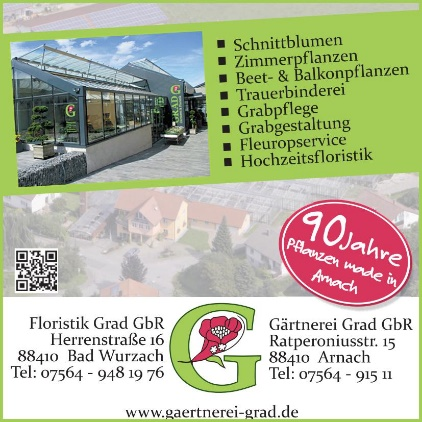 GRAD
Schnittblumen
Zimmerpflanzen
Beet- & Balkonpflanzen
Trauerbinderei
Grabpflege
Grabgestaltung
Fleuropservice
Hochzeitsfloristik
90 Jahre
Pflanzen made in
Arnach
Floristik Grad GbR
Herrenstraße 16
88410 Bad Wurzach
Tel: 07564 - 948 19 76
G
Gärtnerei Grad GbR
Ratperoniusstr. 15
88410 Arnach
Tel: 07564 - 915 11
www.gaertnerei-grad.de